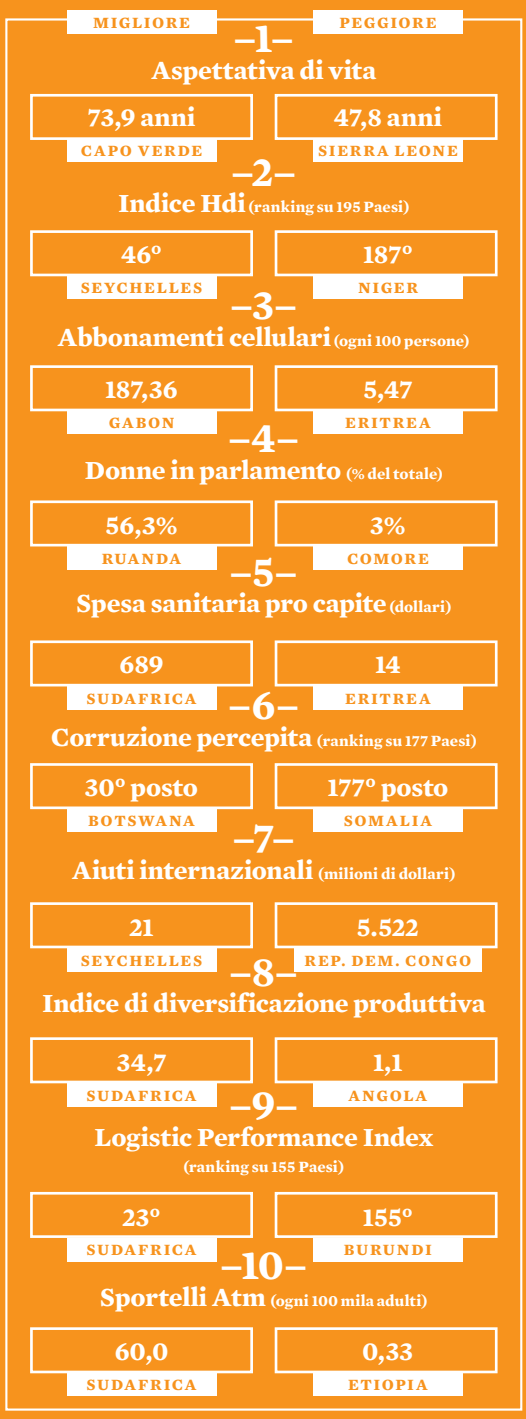 MIGLIORE PEGGIORE
–1–
Aspettativa di vita
73,9 anni 47,8 anni
CAPO VERDE SIERRA LEONE
–2–
Indice Hdi (ranking su 195 Paesi)
46° 187°
SEYCHELLES NIGER
–3–
Abbonamenti cellulari (ogni 100 persone)
187,36 5,47
GABON ERITREA
–4–
Donne in parlamento (% del totale)
56,3% 3%
RUANDA COMORE
–5–
Spesa sanitaria pro capite (dollari)
689 14
SUDAFRICA ERITREA
–6–
Corruzione percepita (ranking su 177 Paesi)
30° posto 177° posto
BOTSWANA SOMALIA
–7–
Aiuti internazionali (milioni di dollari)
21 5.522
SEYCHELLES REP. DEM. CONGO
–8–
Indice di diversificazione produttiva
34,7 1,1
SUDAFRICA ANGOLA
–9–
Logistic Performance Index
(ranking su 155 Paesi)
23° 155°
SUDAFRICA BURUNDI
–10–
Sportelli Atm (ogni 100 mila adulti)
60,0 0,33
SUDAFRICA ETIOPIA